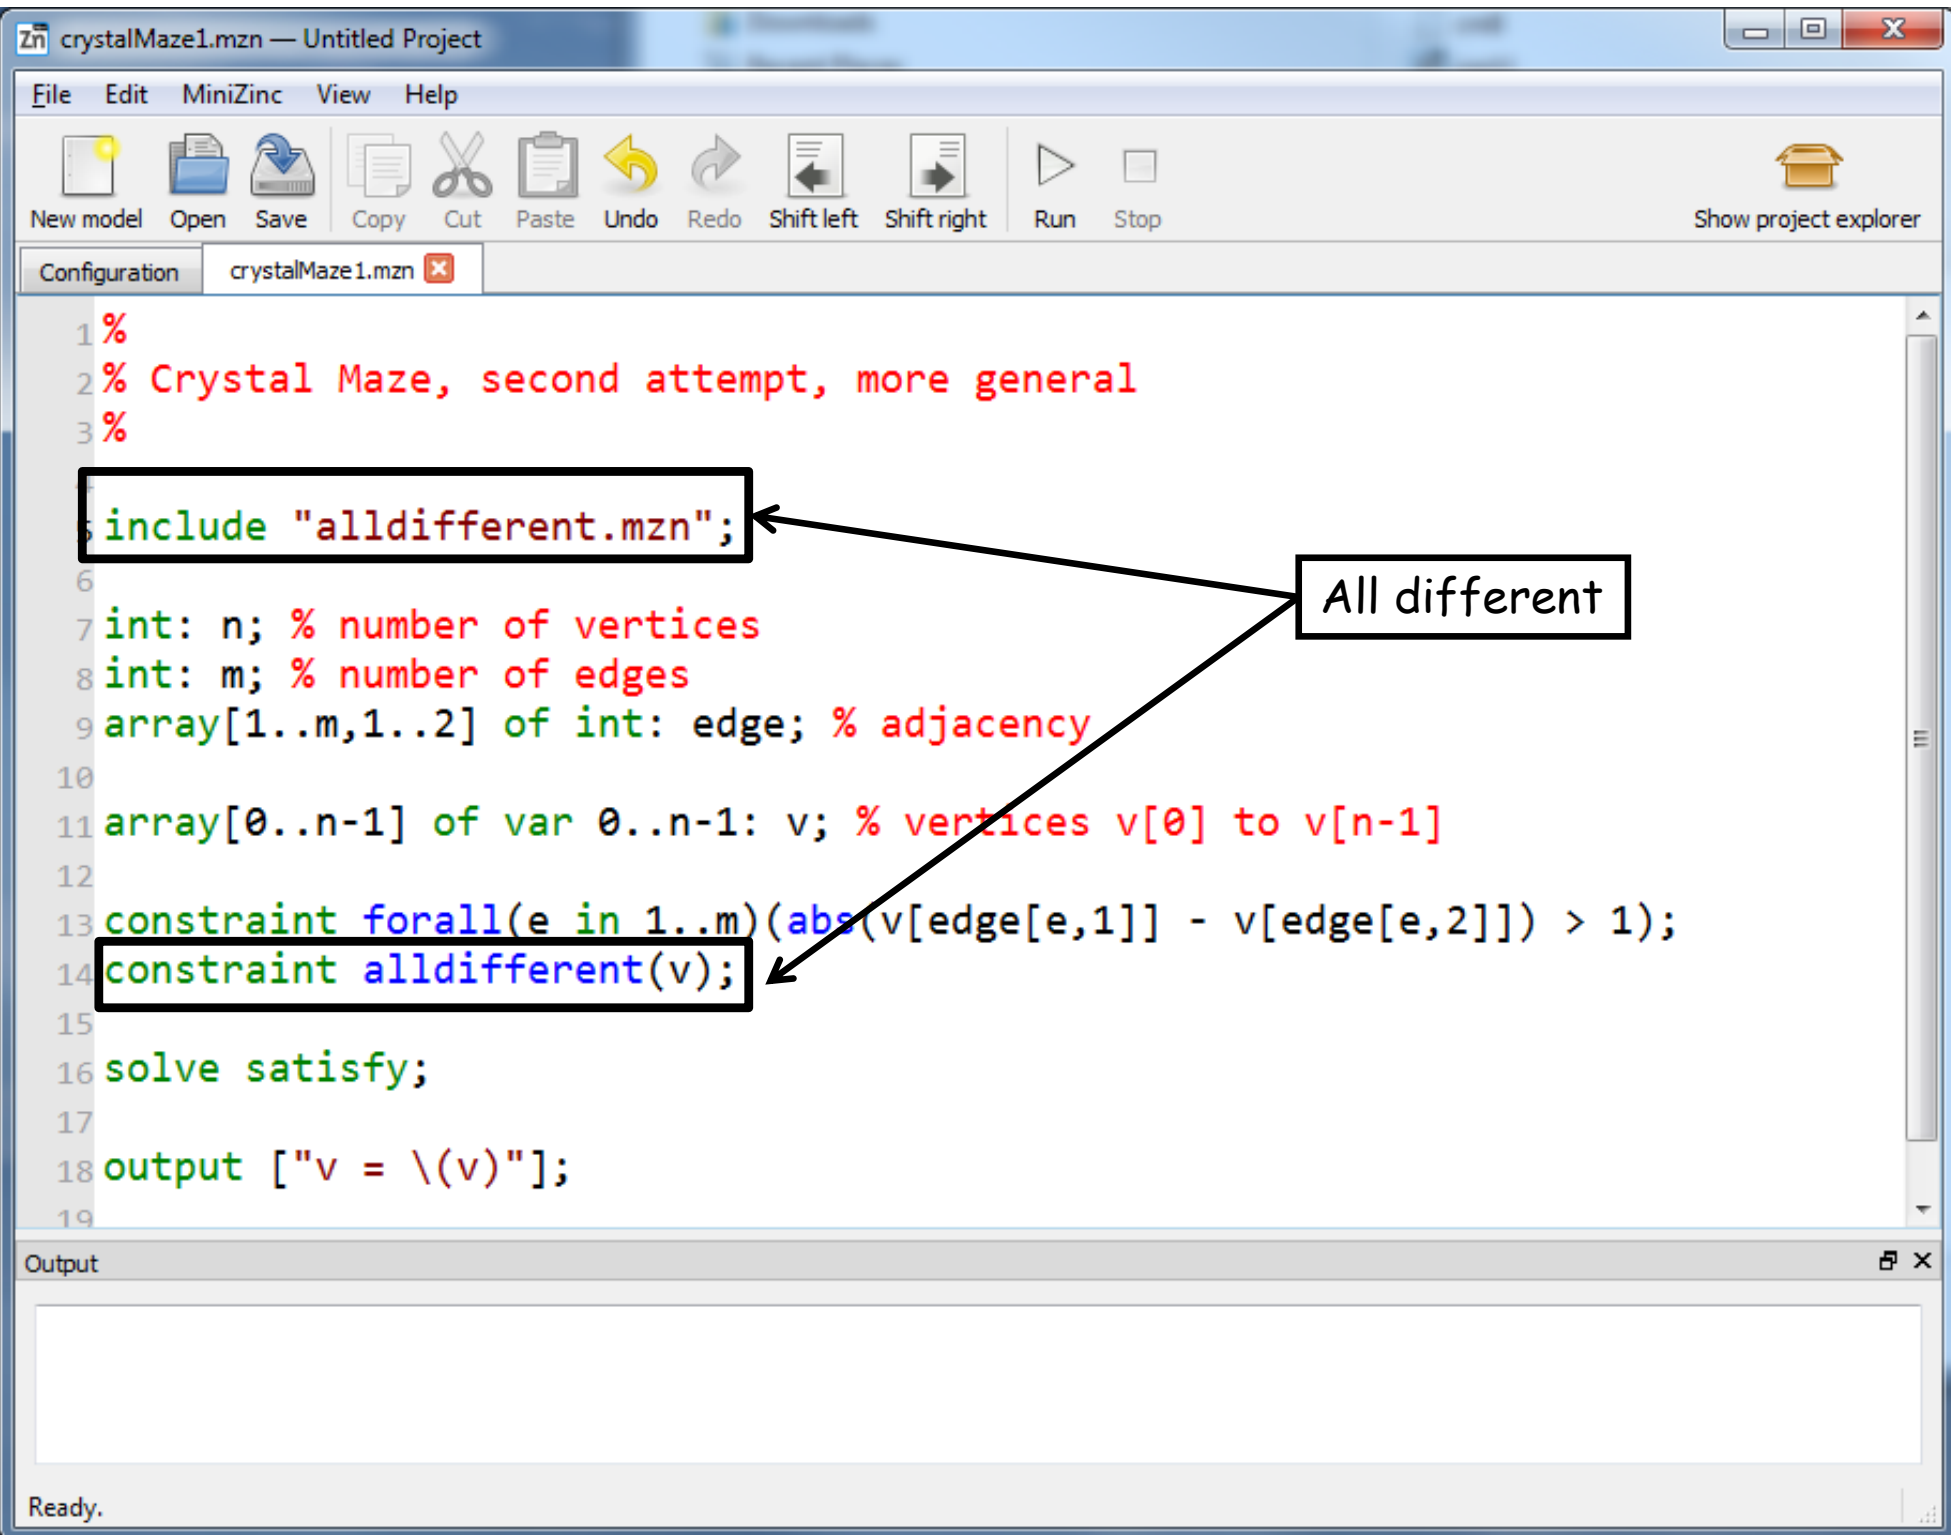 crystalMaze1.mzn — Untitled Project
File Edit MiniZinc View Help
New model Open Save Copy Cut Paste Undo Redo Shift left Shift right Run Stop Show project explorer
Configuration crystalMaze1.mzn
1 %
2 % Crystal Maze, second attempt, more general
3 %
5 include "alldifferent.mzn";
All different
6
7 int: n; % number of vertices
8 int: m; % number of edges
9 array[1..m,1..2] of int: edge; % adjacency
10
11 array[0..n-1] of var 0..n-1: v; % vertices v[0] to v[n-1]
12
13 constraint forall(e in 1..m)(abs(v[edge[e,1]] - v[edge[e,2]]) > 1);
14 constraint alldifferent(v);
15
16 solve satisfy;
17
18 output ["v = \(v)"];
19
Output
Ready.